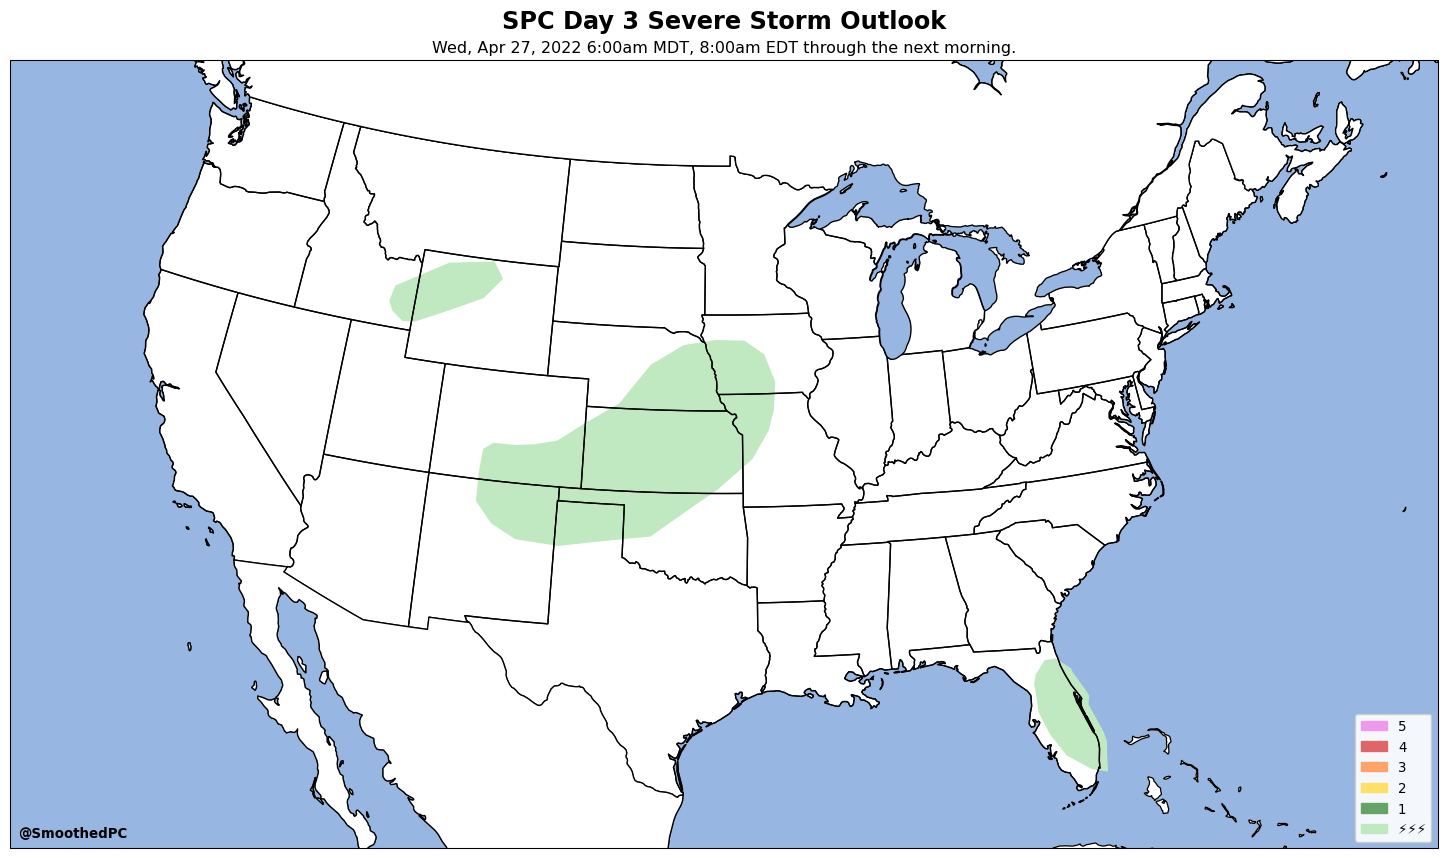 SPC Day 3 Severe Storm Outlook
Wed, Apr 27, 2022 6:00am MDT, 8:00am EDT through the next morning.
5
4
3
2
1
⚡⚡⚡
@SmoothedPC